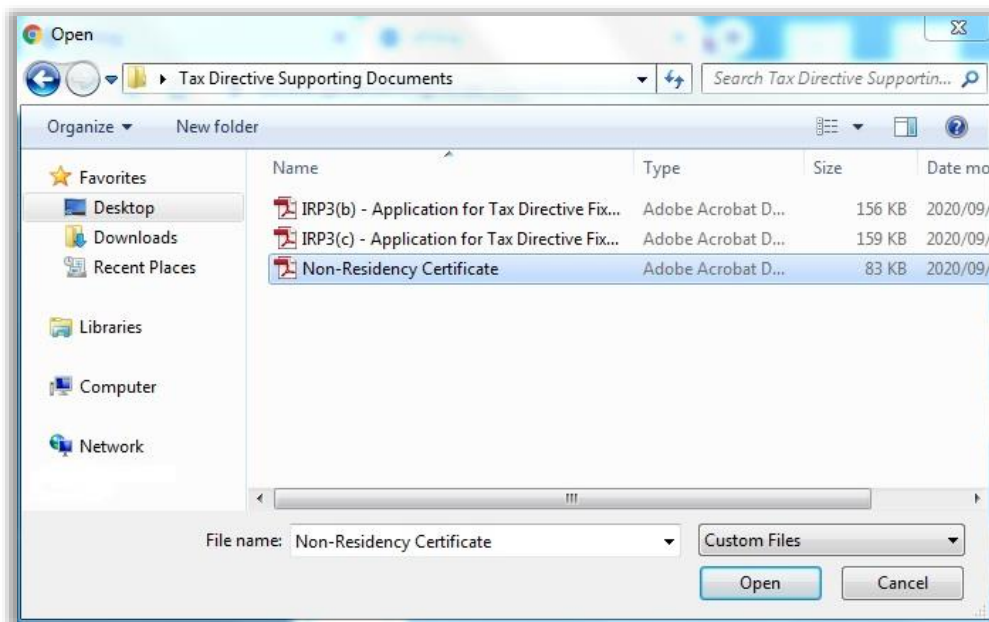 Open
Tax Directive Supporting Documents
Search Tax Directive Supportin...
Organize
New folder
Name
Type
Size
Date mo
Favorites
Desktop
Downloads
Recent Places
Libraries
Computer
Network
IRP3(b) - Application for Tax Directive Fix... Adobe Acrobat D... 156 KB 2020/09/
IRP3(c) - Application for Tax Directive Fix... Adobe Acrobat D... 159 KB 2020/09/
Non-Residency Certificate Adobe Acrobat D... 83 KB 2020/09/
File name: Non-Residency Certificate
Custom Files
Open
Cancel